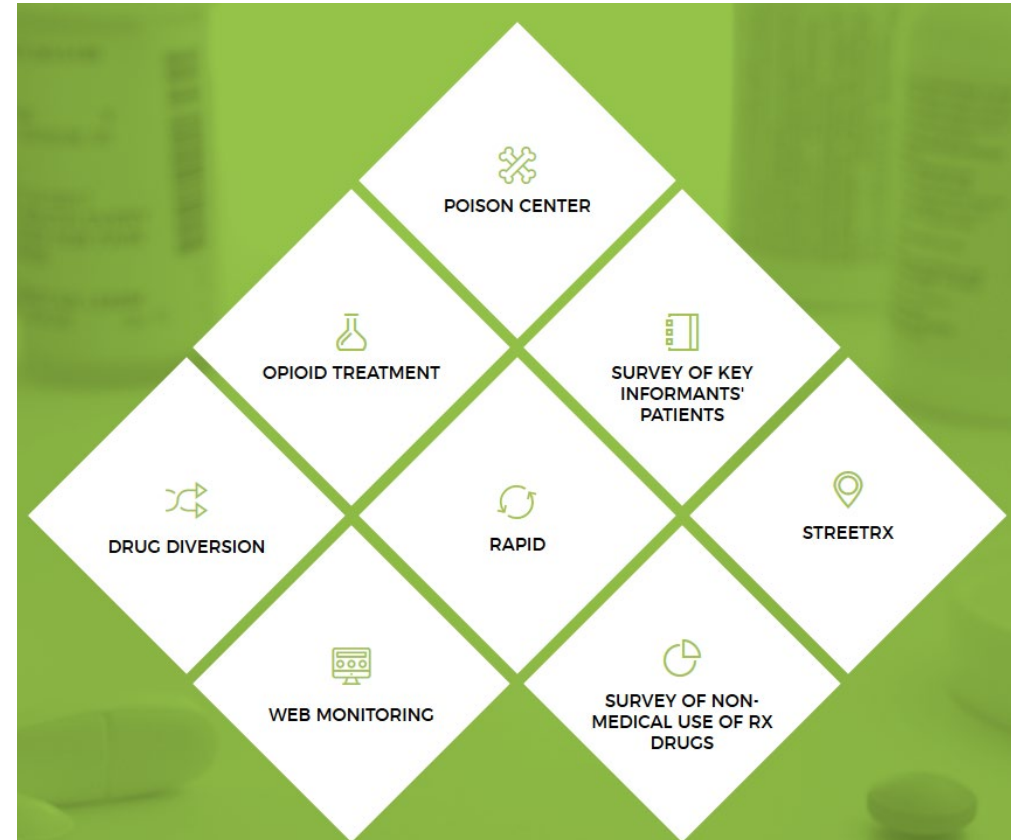 POISON CENTER
OPIOID TREATMENT
SURVEY OF KEY
INFORMANTS'
PATIENTS
DRUG DIVERSION
RAPID
STREETRX
WEB MONITORING
SURVEY OF NON-
MEDICAL USE OF RX
DRUGS